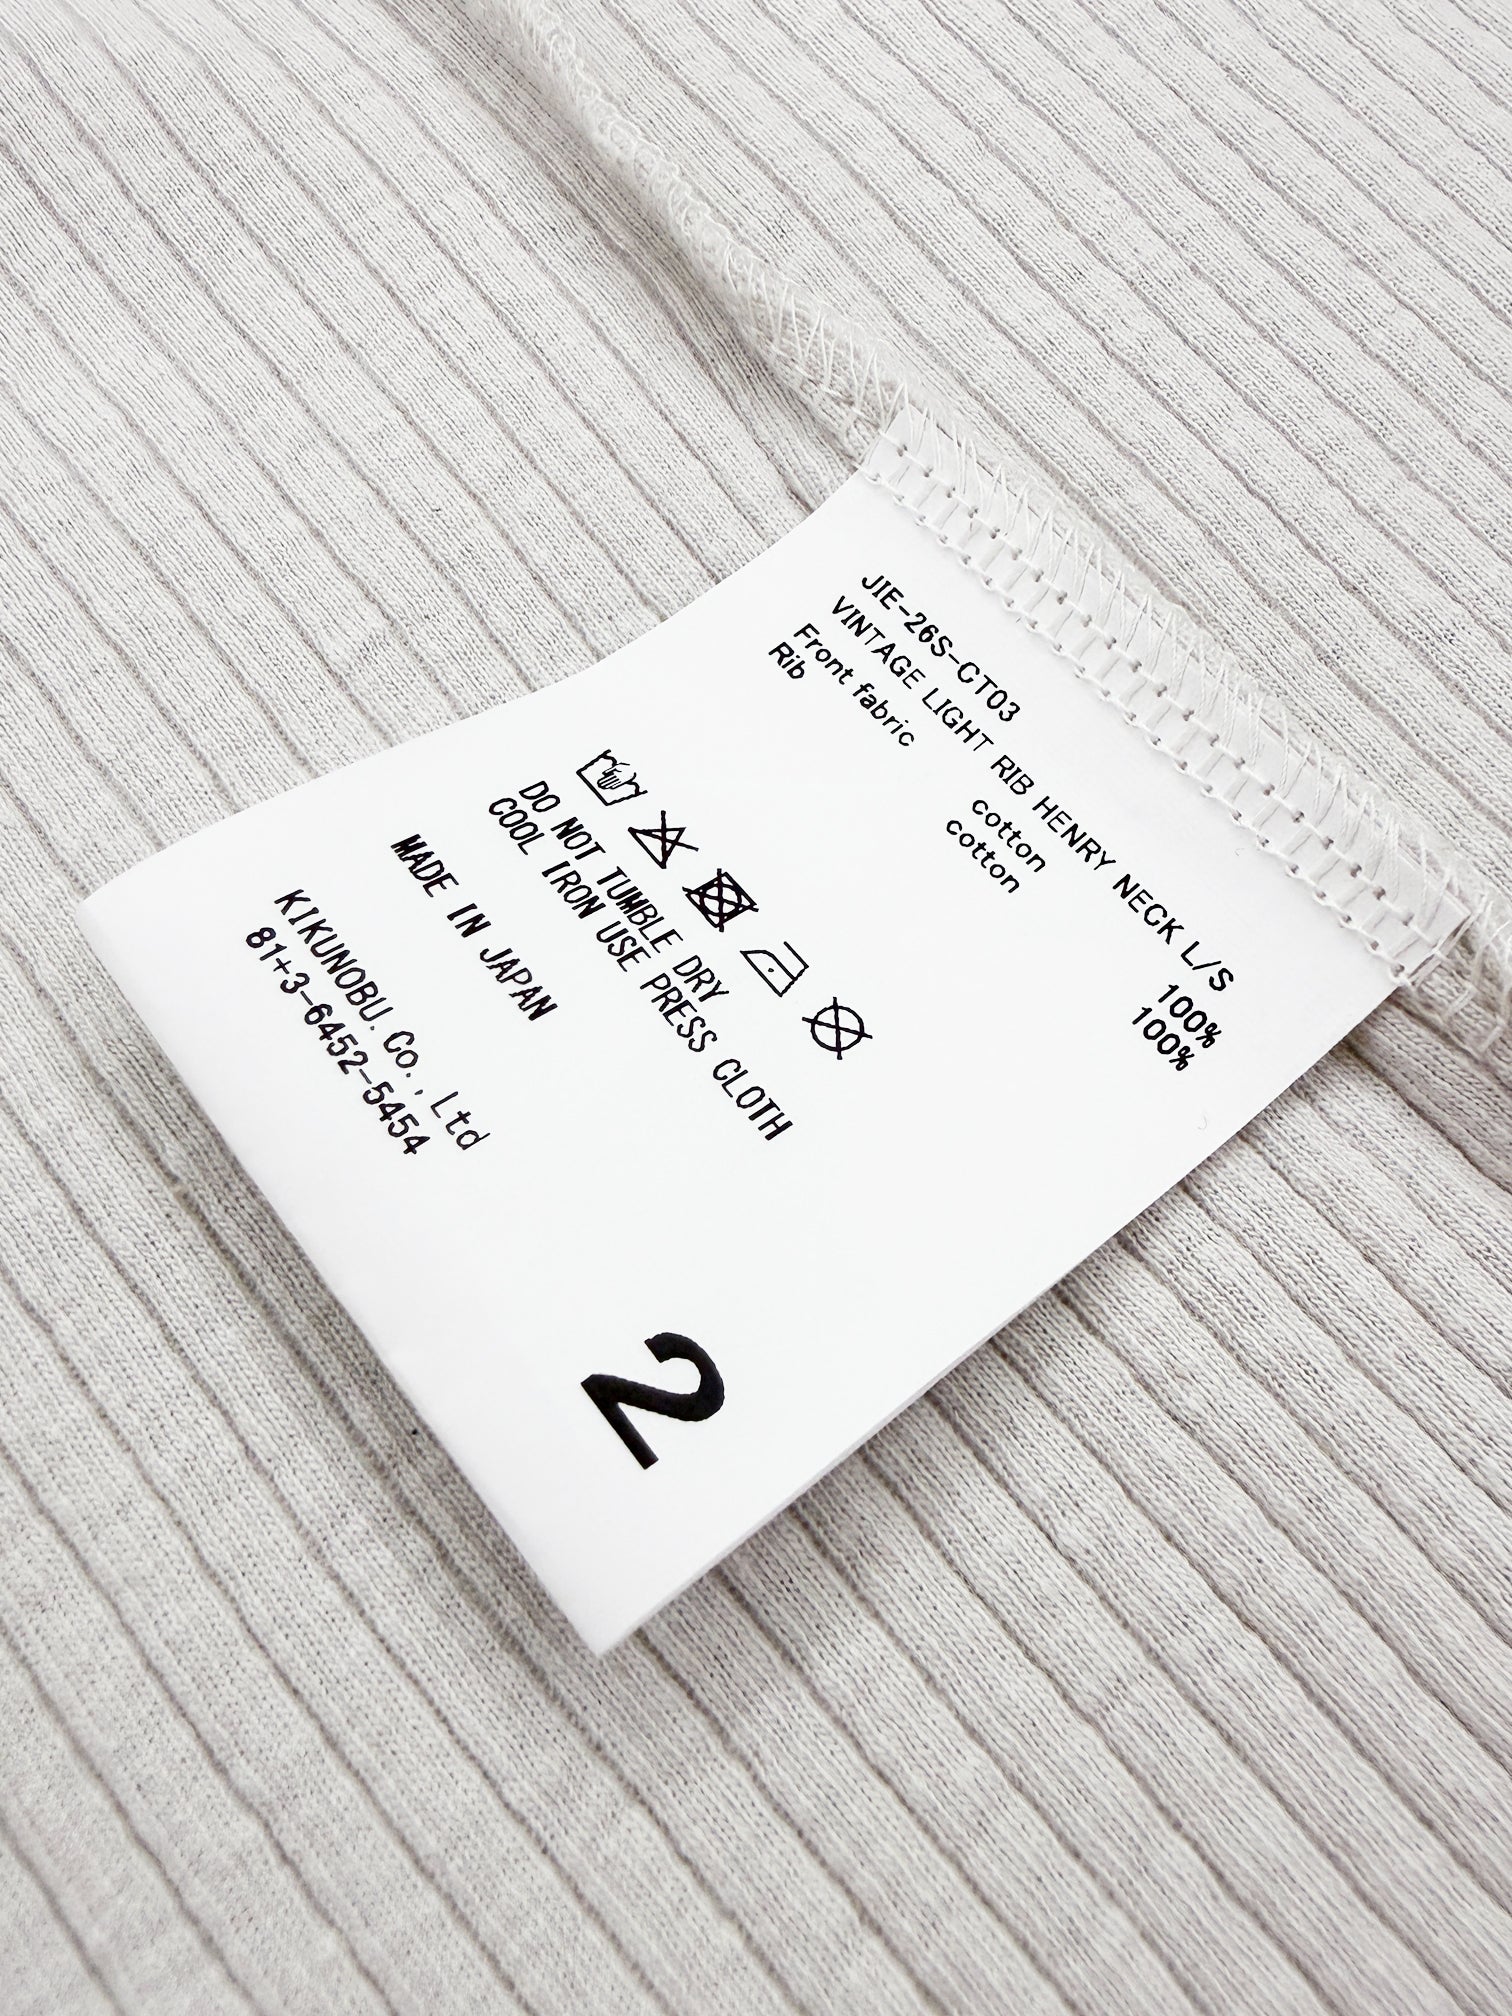 JIE-26S-CT03
VINTAGE LIGHT RIB HENRY NECK L/S
Front fabric cotton 100%
Rib cotton 100%
DO NOT TUMBLE DRY
COOL IRON USE PRESS CLOTH
MADE IN JAPAN
KIKUNOBU. Co., Ltd
81+3-6452-5454
2